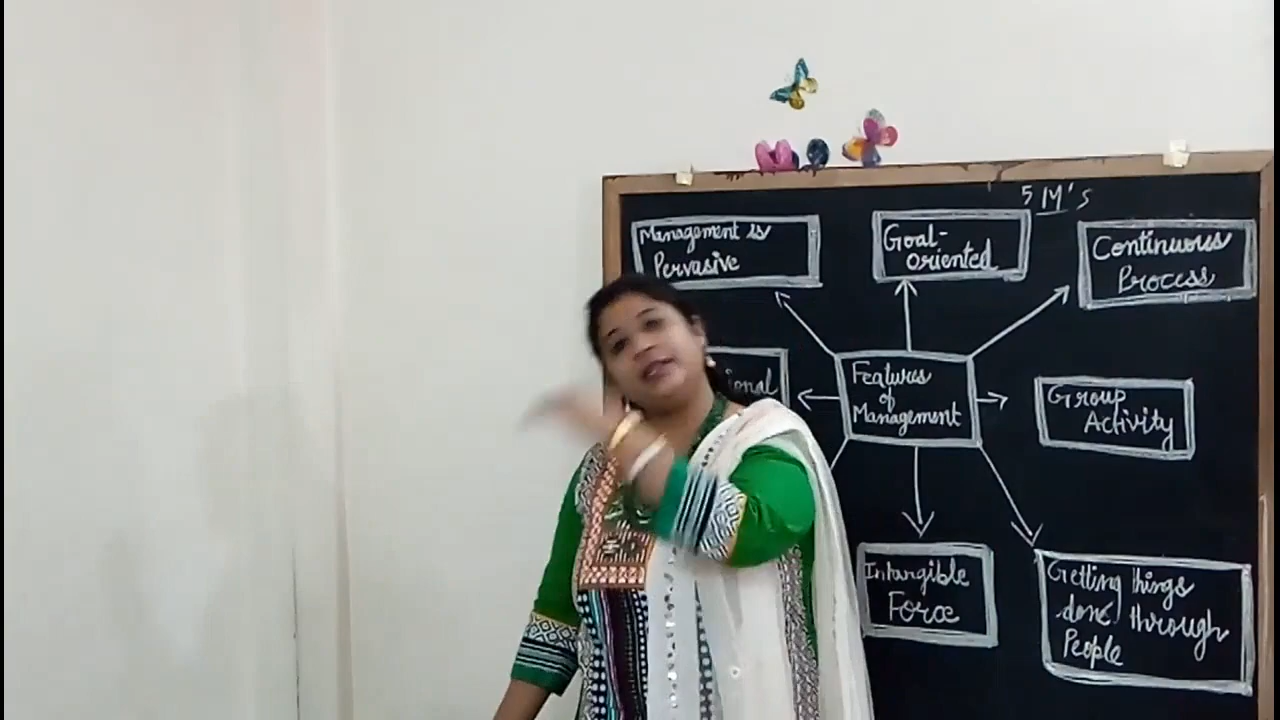 5 M's
Management is
Pervasive
Goal-
oriented
Continuous
Process
Features
of
Management
Group
Activity
Intangible
Force
Getting things
done through
People